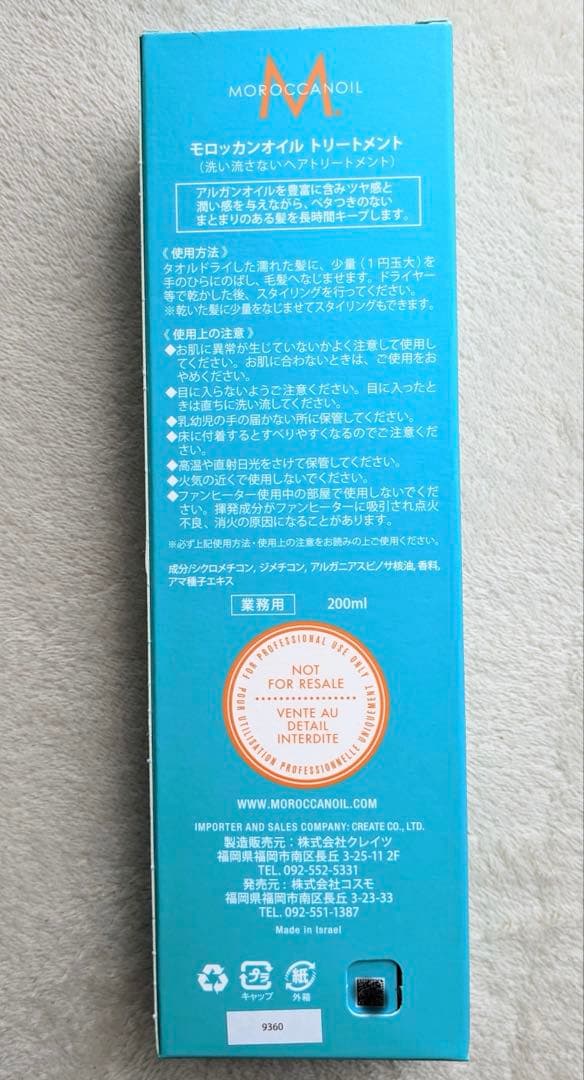 MOROCCANOIL
M
モロッカンオイル トリートメント
(洗い流さないヘアトリートメント)
アルガンオイルを豊富に含みツヤ感と
潤い感を与えながら、ベタつきのない
まとまりのある髪を長時間キープします。
《 使用方法 》
タオルドライした濡れた髪に、少量(1円玉大)を
手のひらにのばし、毛髪へなじませます。ドライヤー
等で乾かした後、スタイリングを行ってください。
※乾いた髪に少量をなじませてスタイリングもできます。
《 使用上の注意 》
◆お肌に異常が生じていないかよく注意して使用し
てください。お肌に合わないときは、ご使用をお
やめください。
◆目に入らないようご注意ください。目に入ったと
きは直ちに洗い流してください。
◆乳幼児の手の届かない所に保管してください。
◆床に付着するとすべりやすくなるのでご注意くだ
さい。
◆高温や直射日光をさけて保管してください。
◆火気の近くで使用しないでください。
◆ファンヒーター使用中の部屋で使用しないでくだ
さい。揮発成分がファンヒーターに吸引され点火
不良、消火の原因になることがあります。
※必ず上記使用方法・使用上の注意をお読みの上ご使用ください。
成分/シクロメチコン, ジメチコン, アルガニアスピノサ核油, 香料,
アマ種子エキス
業務用 200ml
FOR PROFESSIONAL USE ONLY
NOT
FOR RESALE
VENTE AU
DETAIL
INTERDITE
POUR UTILISATION PROFESSIONNELLE UNIQUEMENT
WWW.MOROCCANOIL.COM
IMPORTER AND SALES COMPANY: CREATE CO., LTD.
製造販売元：株式会社クレイツ
福岡県福岡市南区長丘 3-25-11 2F
TEL. 092-552-5331
発売元：株式会社コスモ
福岡県福岡市南区長丘 3-23-33
TEL. 092-551-1387
Made in Israel
プラ
キャップ
紙
外箱
9360